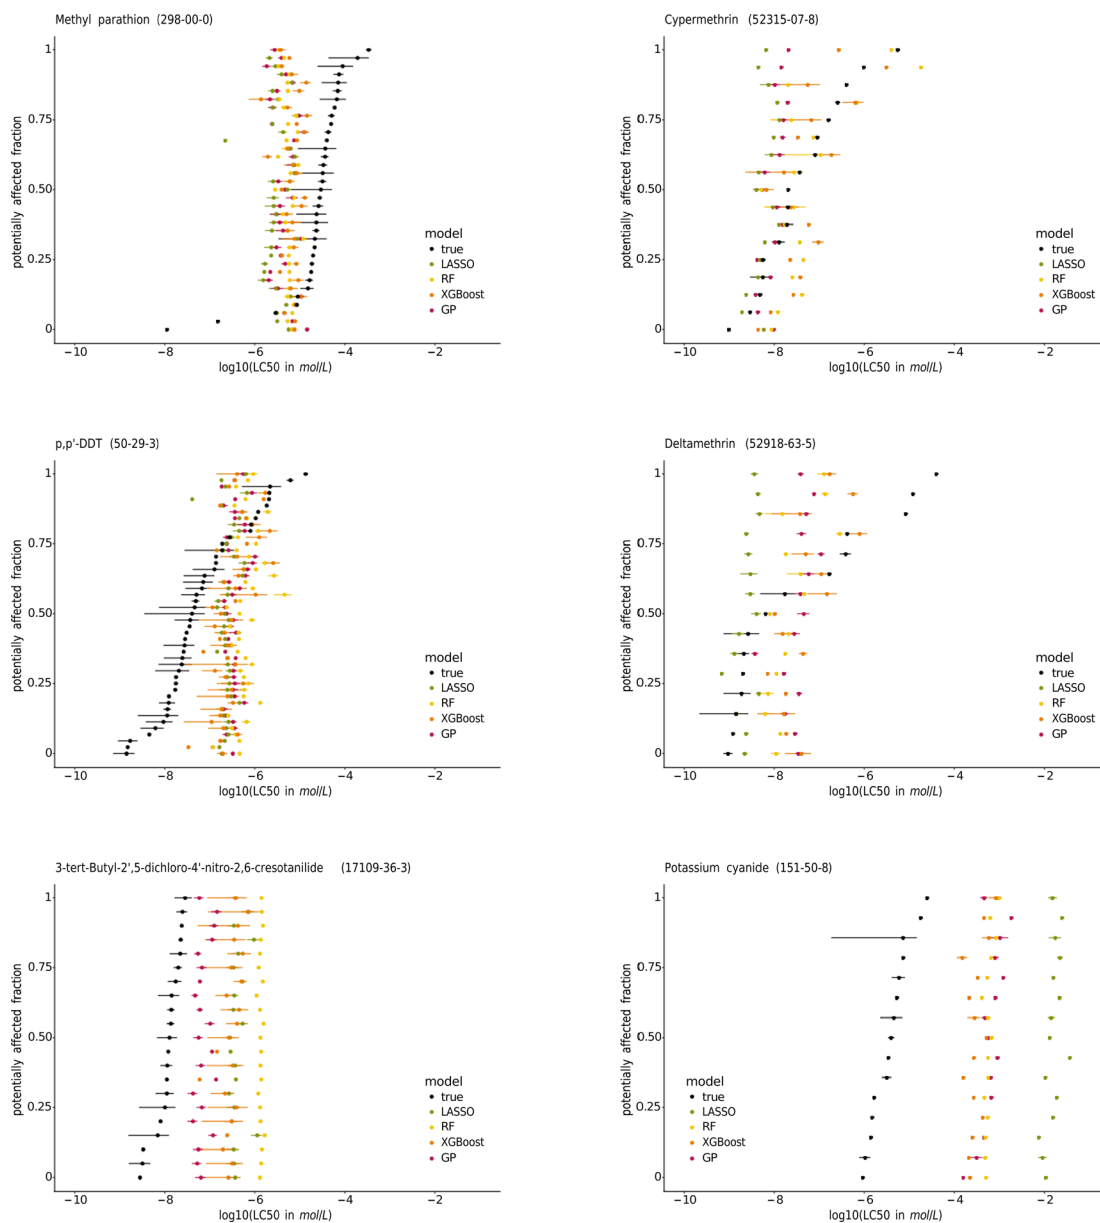 Methyl parathion (298-00-0)
1
0.75
0.50
0.25
0
potentially affected fraction
model
true
LASSO
RF
XGBoost
GP
−10
−8
−6
−4
−2
log10(LC50 in mol/L)
Cypermethrin (52315-07-8)
1
0.75
0.50
0.25
0
potentially affected fraction
model
true
LASSO
RF
XGBoost
GP
−10
−8
−6
−4
−2
log10(LC50 in mol/L)
p,p'-DDT (50-29-3)
1
0.75
0.50
0.25
0
potentially affected fraction
model
true
LASSO
RF
XGBoost
GP
−10
−8
−6
−4
−2
log10(LC50 in mol/L)
Deltamethrin (52918-63-5)
1
0.75
0.50
0.25
0
potentially affected fraction
model
true
LASSO
RF
XGBoost
GP
−10
−8
−6
−4
−2
log10(LC50 in mol/L)
3-tert-Butyl-2',5-dichloro-4'-nitro-2,6-cresotanilide (17109-36-3)
1
0.75
0.50
0.25
0
potentially affected fraction
model
true
LASSO
RF
XGBoost
GP
−10
−8
−6
−4
−2
log10(LC50 in mol/L)
Potassium cyanide (151-50-8)
1
0.75
0.50
0.25
0
potentially affected fraction
model
true
LASSO
RF
XGBoost
GP
−10
−8
−6
−4
−2
log10(LC50 in mol/L)